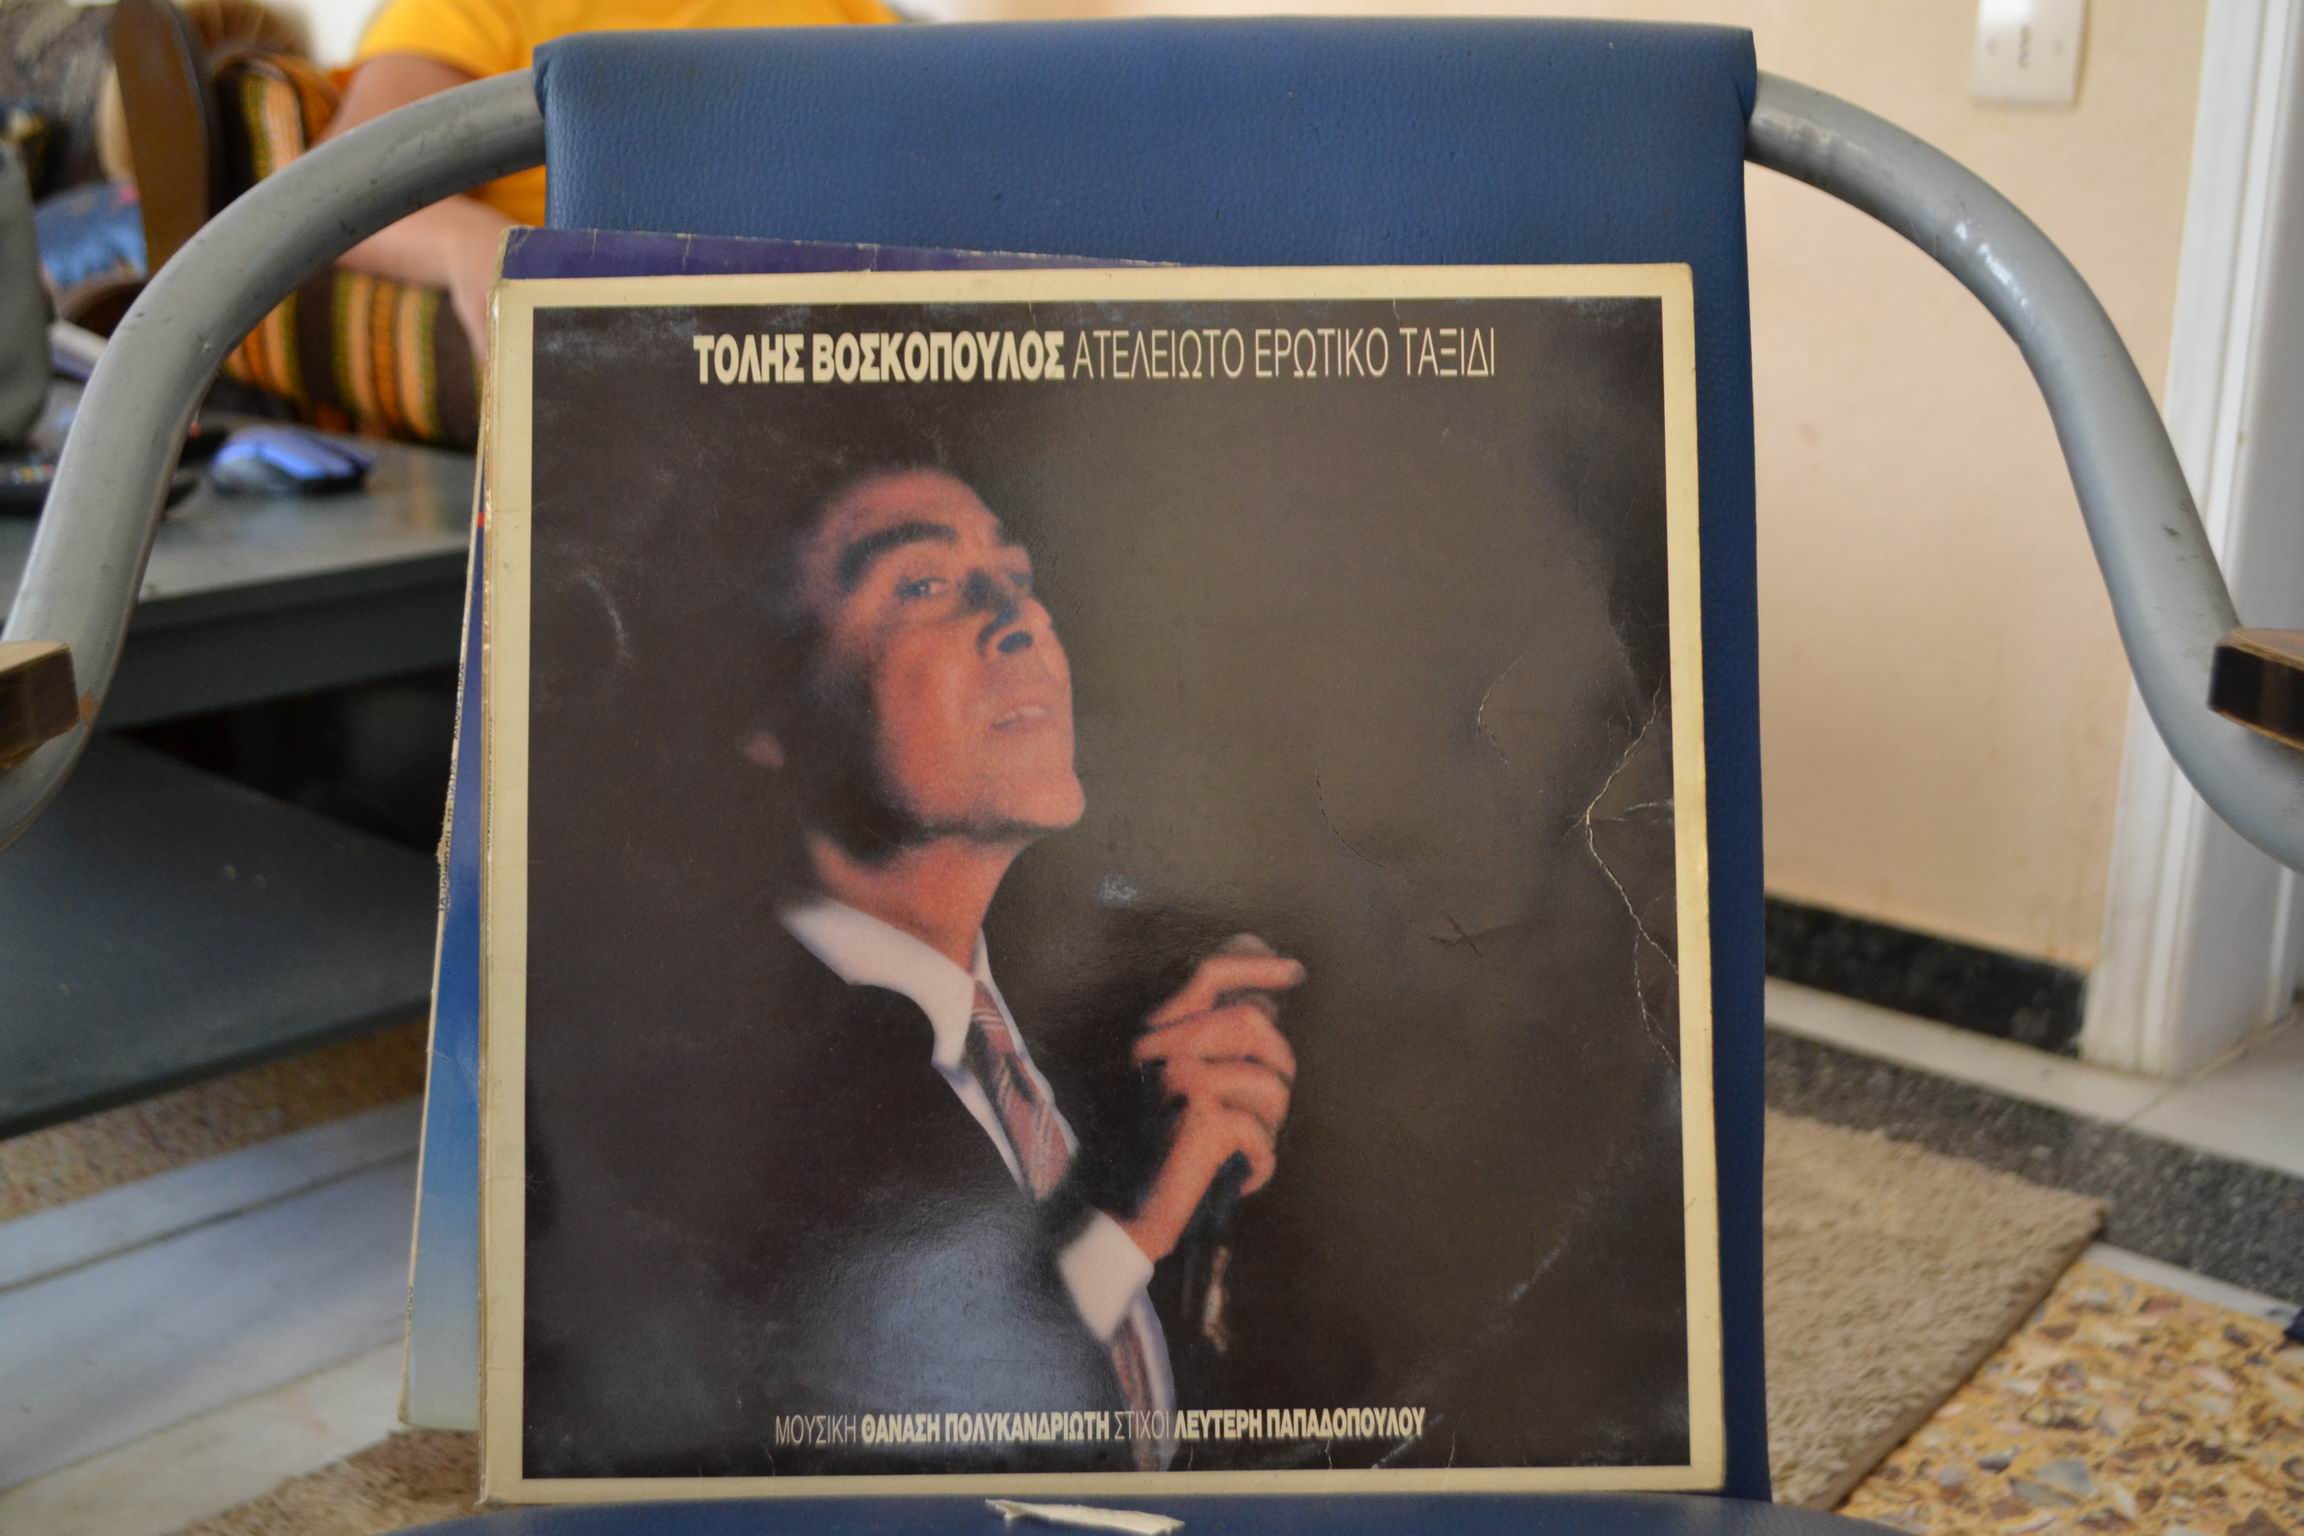 ΤΟΛΗΣ ΒΟΣΚΟΠΟΥΛΟΣ ΑΤΕΛΕΙΩΤΟ ΕΡΩΤΙΚΟ ΤΑΞΙΔΙ
ΜΟΥΣΙΚΗ ΘΑΝΑΣΗ ΠΟΛΥΚΑΝΔΡΙΩΤΗ ΣΤΙΧΟΙ ΛΕΥΤΕΡΗ ΠΑΠΑΔΟΠΟΥΛΟΥ